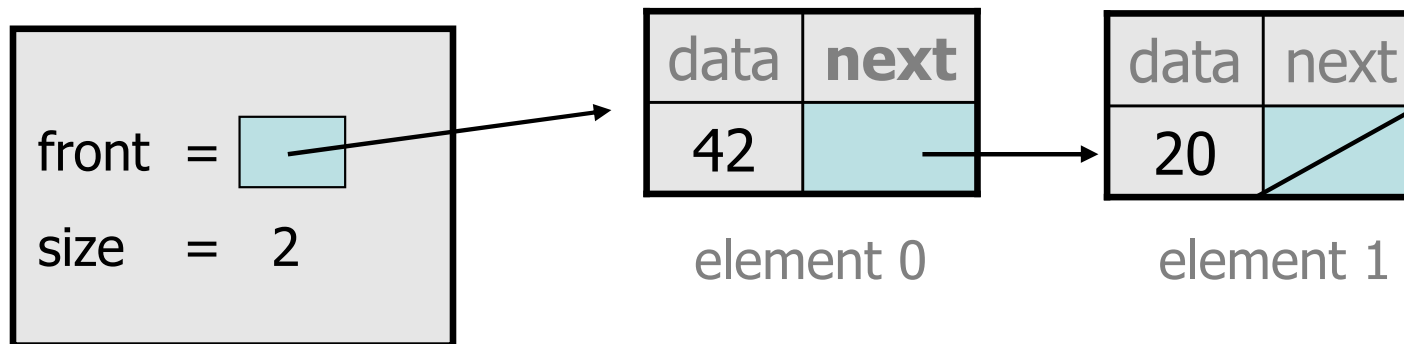 front =
size = 2
data next
42
element 0
data next
20
element 1